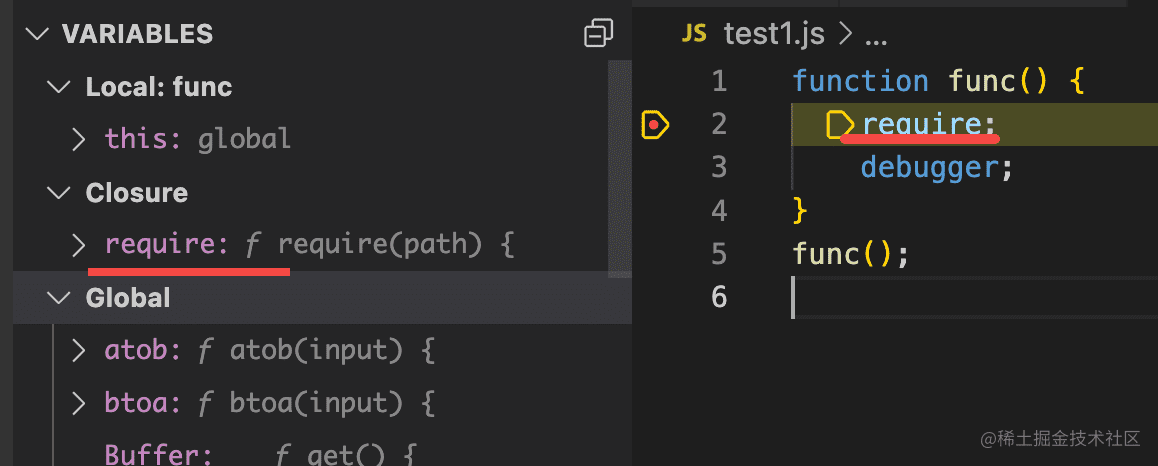 VARIABLES
Local: func
this: global
Closure
require: f require(path) {
Global
atob: f atob(input) {
btoa: f btoa(input) {
Buffer: f get() {
JS test1.js > ...
1 function func() {
2 require;
3 debugger;
4 }
5 func();
6
@稀土掘金技术社区